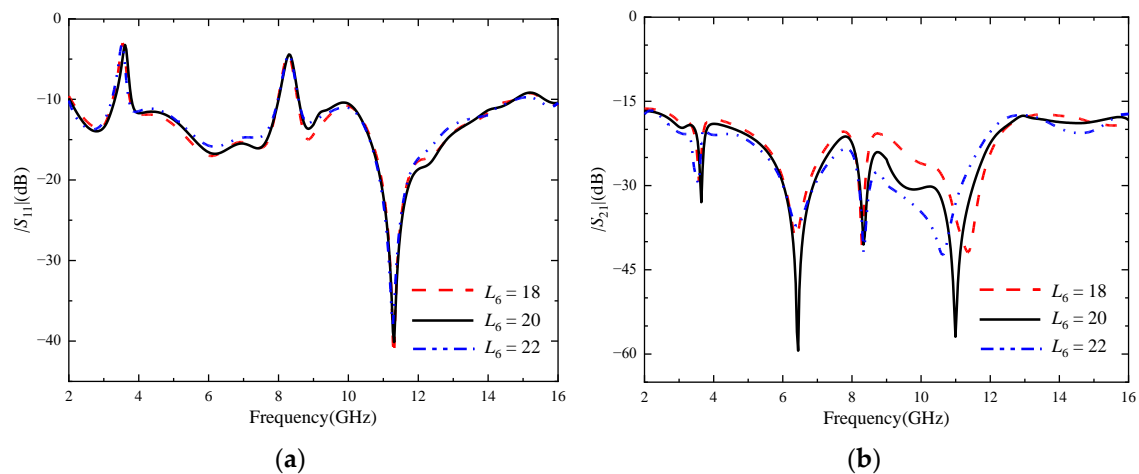 0
−10
−20
−30
−40
|S11|(dB)
2 4 6 8 10 12 14 16
Frequency(GHz)
L6 = 18
L6 = 20
L6 = 22
(a)
0
−15
−30
−45
−60
|S21|(dB)
2 4 6 8 10 12 14 16
Frequency(GHz)
L6 = 18
L6 = 20
L6 = 22
(b)